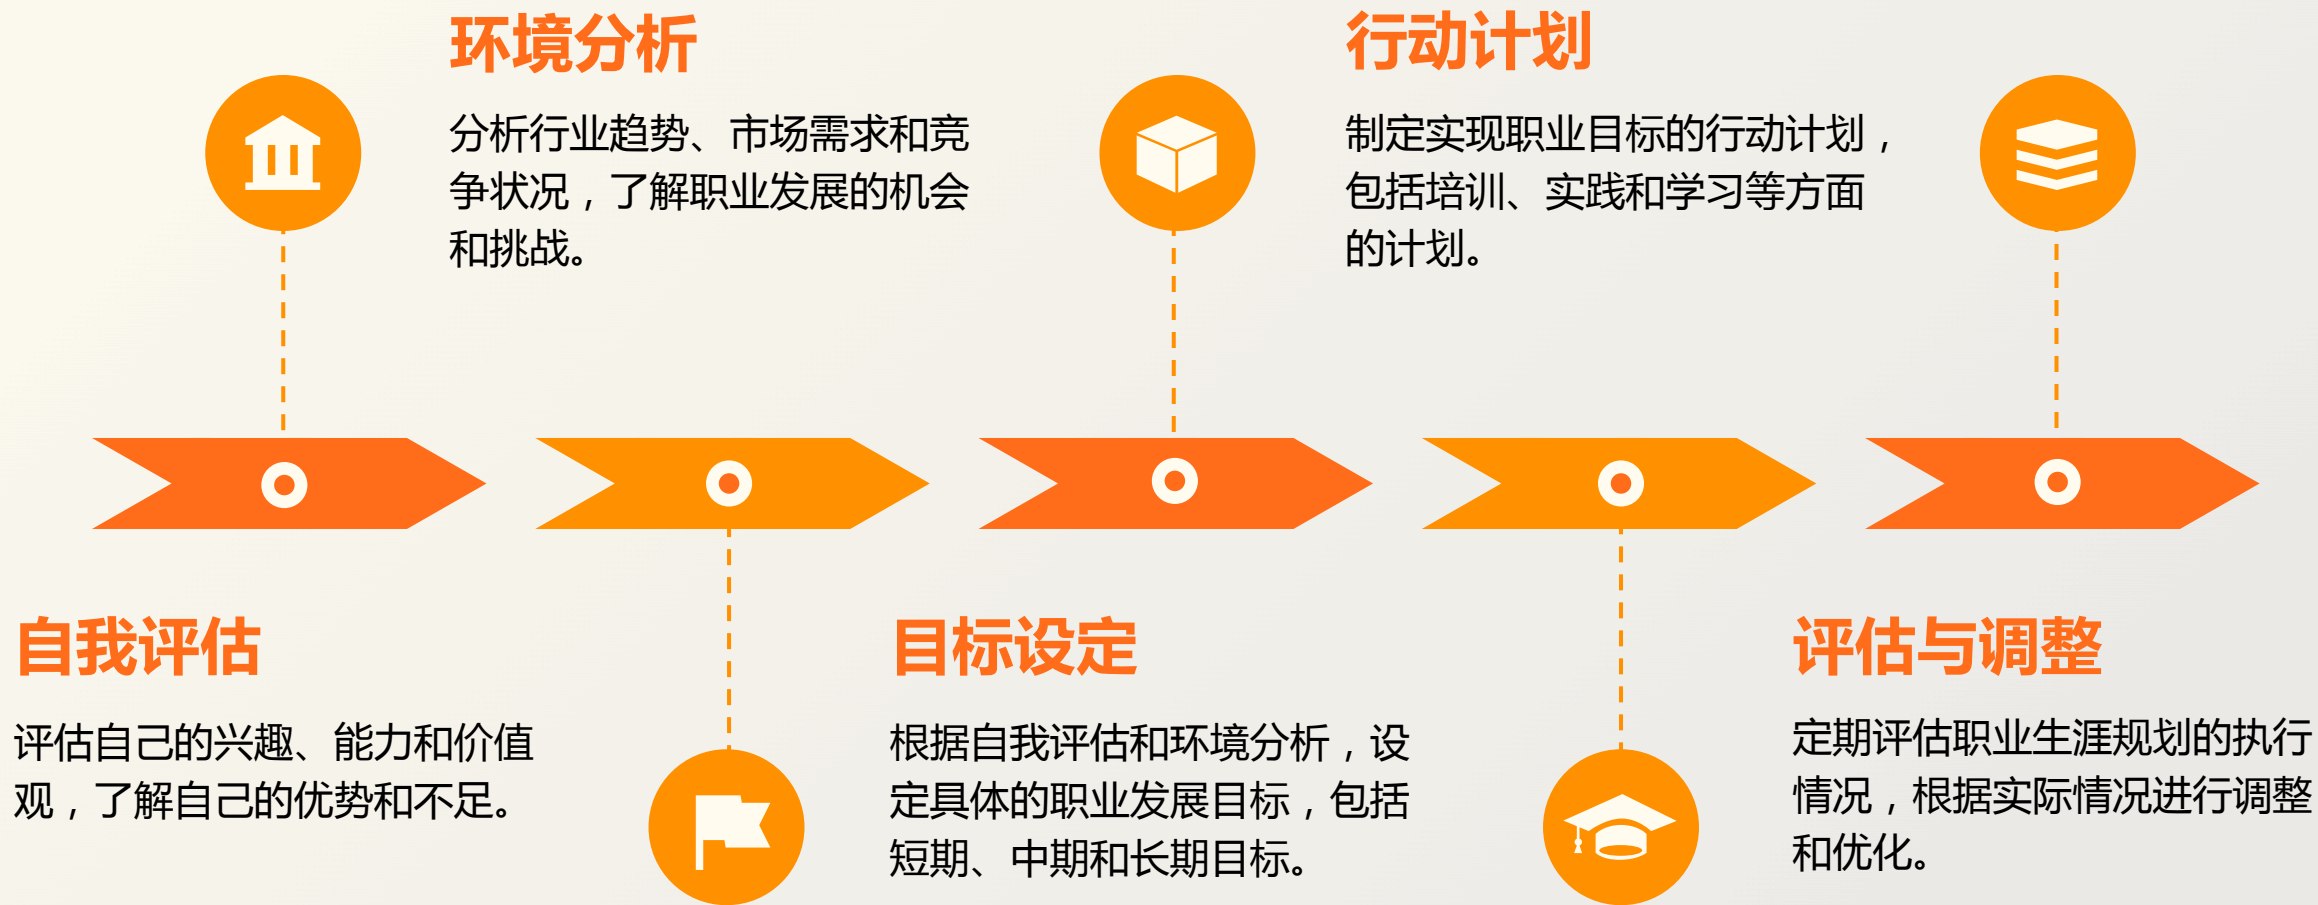 环境分析
分析行业趋势、市场需求和竞
争状况，了解职业发展的机会
和挑战。
行动计划
制定实现职业目标的行动计划，
包括培训、实践和学习等方面
的计划。
自我评估
评估自己的兴趣、能力和价值
观，了解自己的优势和不足。
目标设定
根据自我评估和环境分析，设
定具体的职业发展目标，包括
短期、中期和长期目标。
评估与调整
定期评估职业生涯规划的执行
情况，根据实际情况进行调整
和优化。